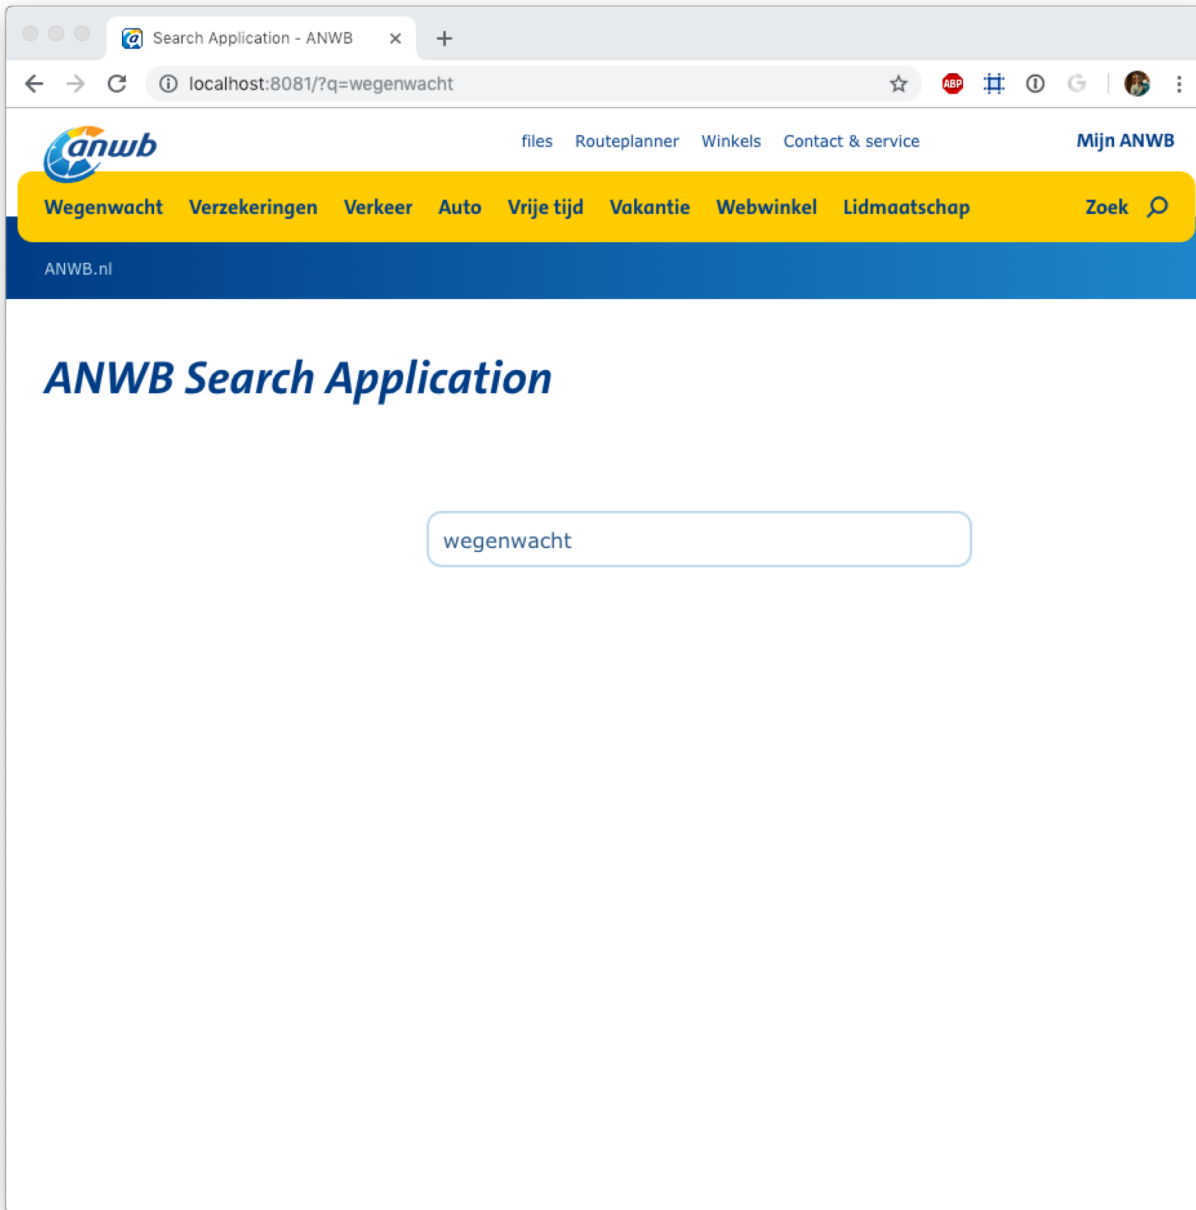 Search Application - ANWB
localhost:8081/?q=wegenwacht
ABP
G
anwb
files Routeplanner Winkels Contact & service Mijn ANWB
Wegenwacht Verzekeringen Verkeer Auto Vrije tijd Vakantie Webwinkel Lidmaatschap Zoek
ANWB.nl
ANWB Search Application
wegenwacht